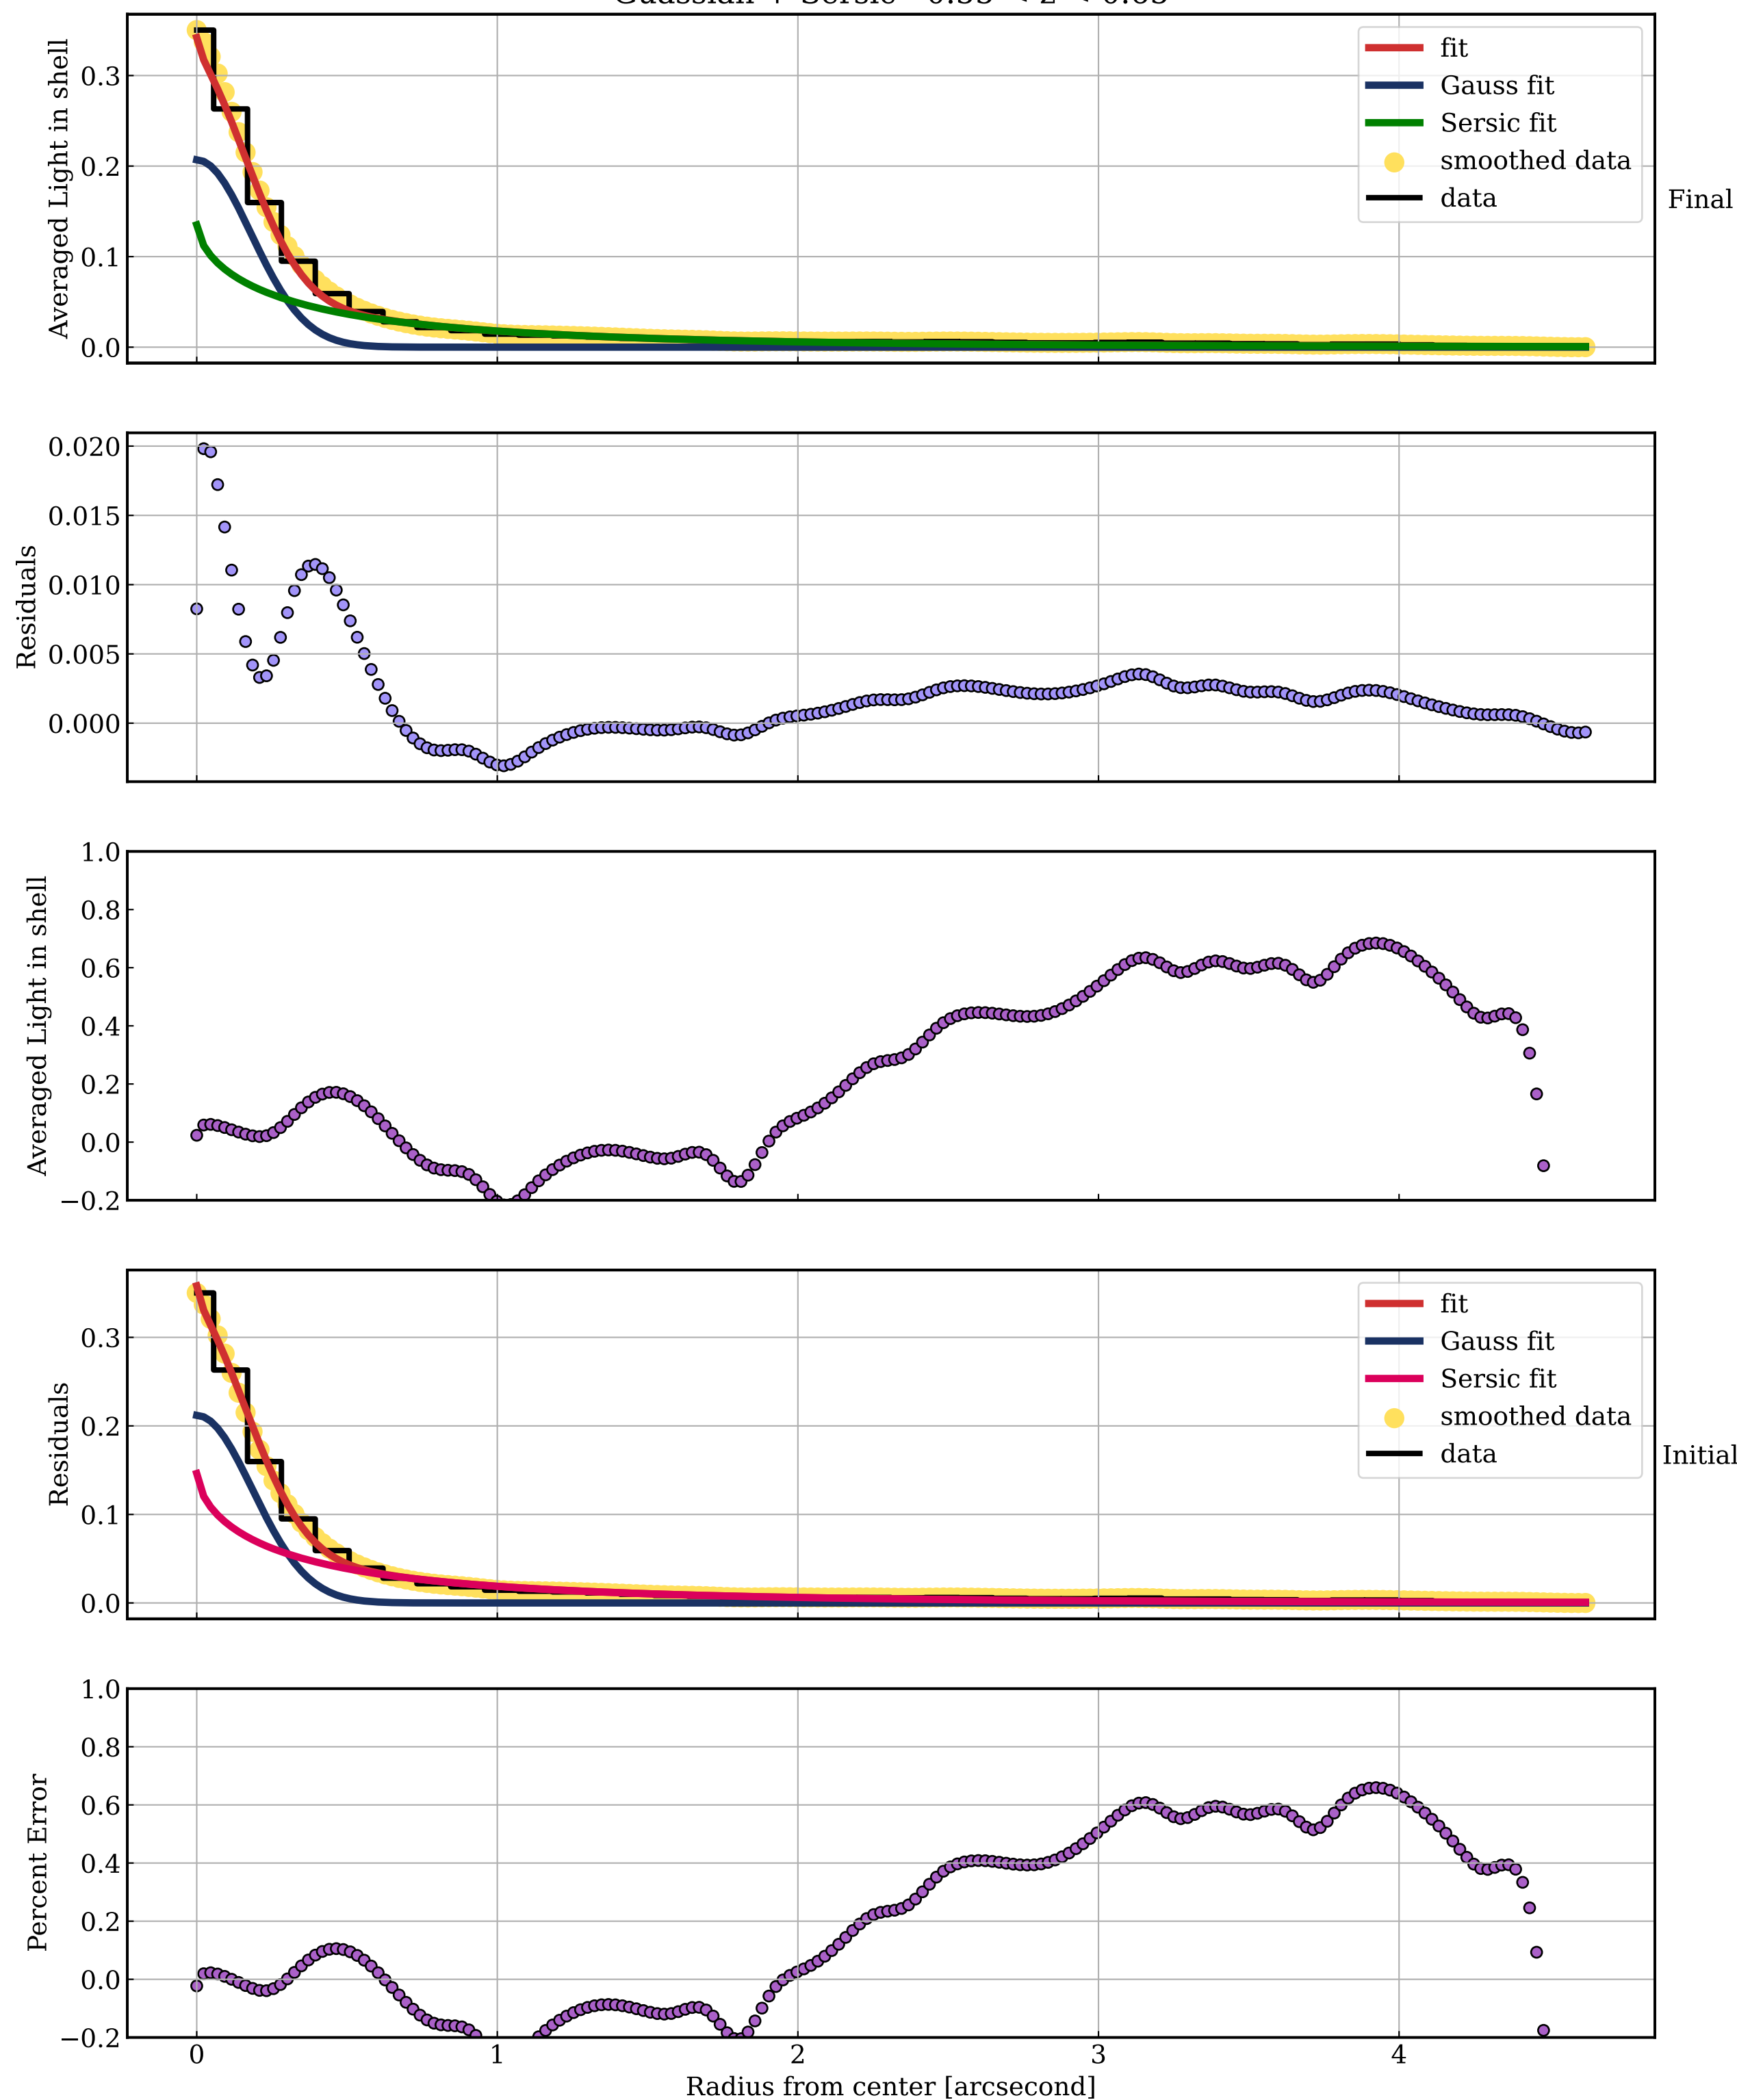 Averaged Light in shell
0.3
0.2
0.1
0.0
fit
Gauss fit
Sersic fit
smoothed data
data
Final
Residuals
0.020
0.015
0.010
0.005
0.000
Averaged Light in shell
1.0
0.8
0.6
0.4
0.2
0.0
−0.2
Residuals
0.3
0.2
0.1
0.0
fit
Gauss fit
Sersic fit
smoothed data
data
Initial
Percent Error
1.0
0.8
0.6
0.4
0.2
0.0
−0.2
0 1 2 3 4
Radius from center [arcsecond]